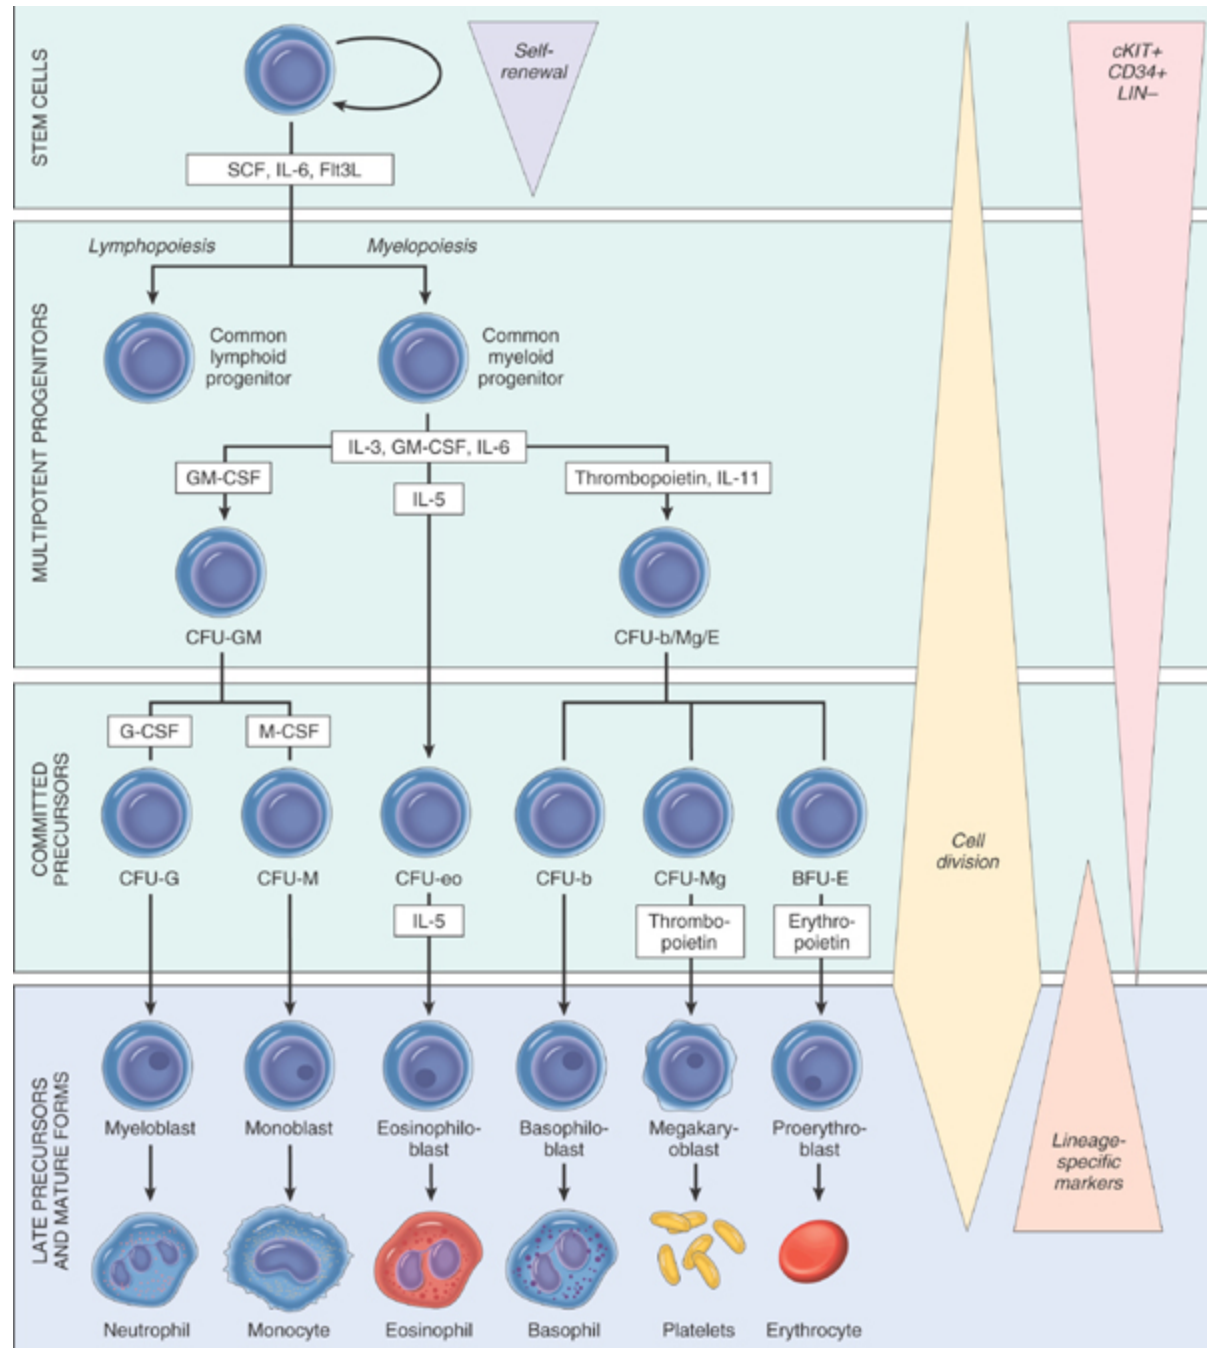 STEM CELLS
Self-
renewal
cKIT+
CD34+
LIN–
SCF, IL-6, Flt3L
MULTIPOTENT PROGENITORS
Lymphopoiesis
Myelopoiesis
Common
lymphoid
progenitor
Common
myeloid
progenitor
IL-3, GM-CSF, IL-6
GM-CSF
IL-5
Thrombopoietin, IL-11
CFU-GM
CFU-b/Mg/E
COMMITTED
PRECURSORS
G-CSF
M-CSF
CFU-G
CFU-M
CFU-eo
CFU-b
CFU-Mg
BFU-E
Cell
division
IL-5
Thrombo-
poietin
Erythro-
poietin
LATE PRECURSORS
AND MATURE FORMS
Myeloblast
Monoblast
Eosinophilo-
blast
Basophilo-
blast
Megakary-
oblast
Proerythro-
blast
Lineage-
specific
markers
Neutrophil
Monocyte
Eosinophil
Basophil
Platelets
Erythrocyte